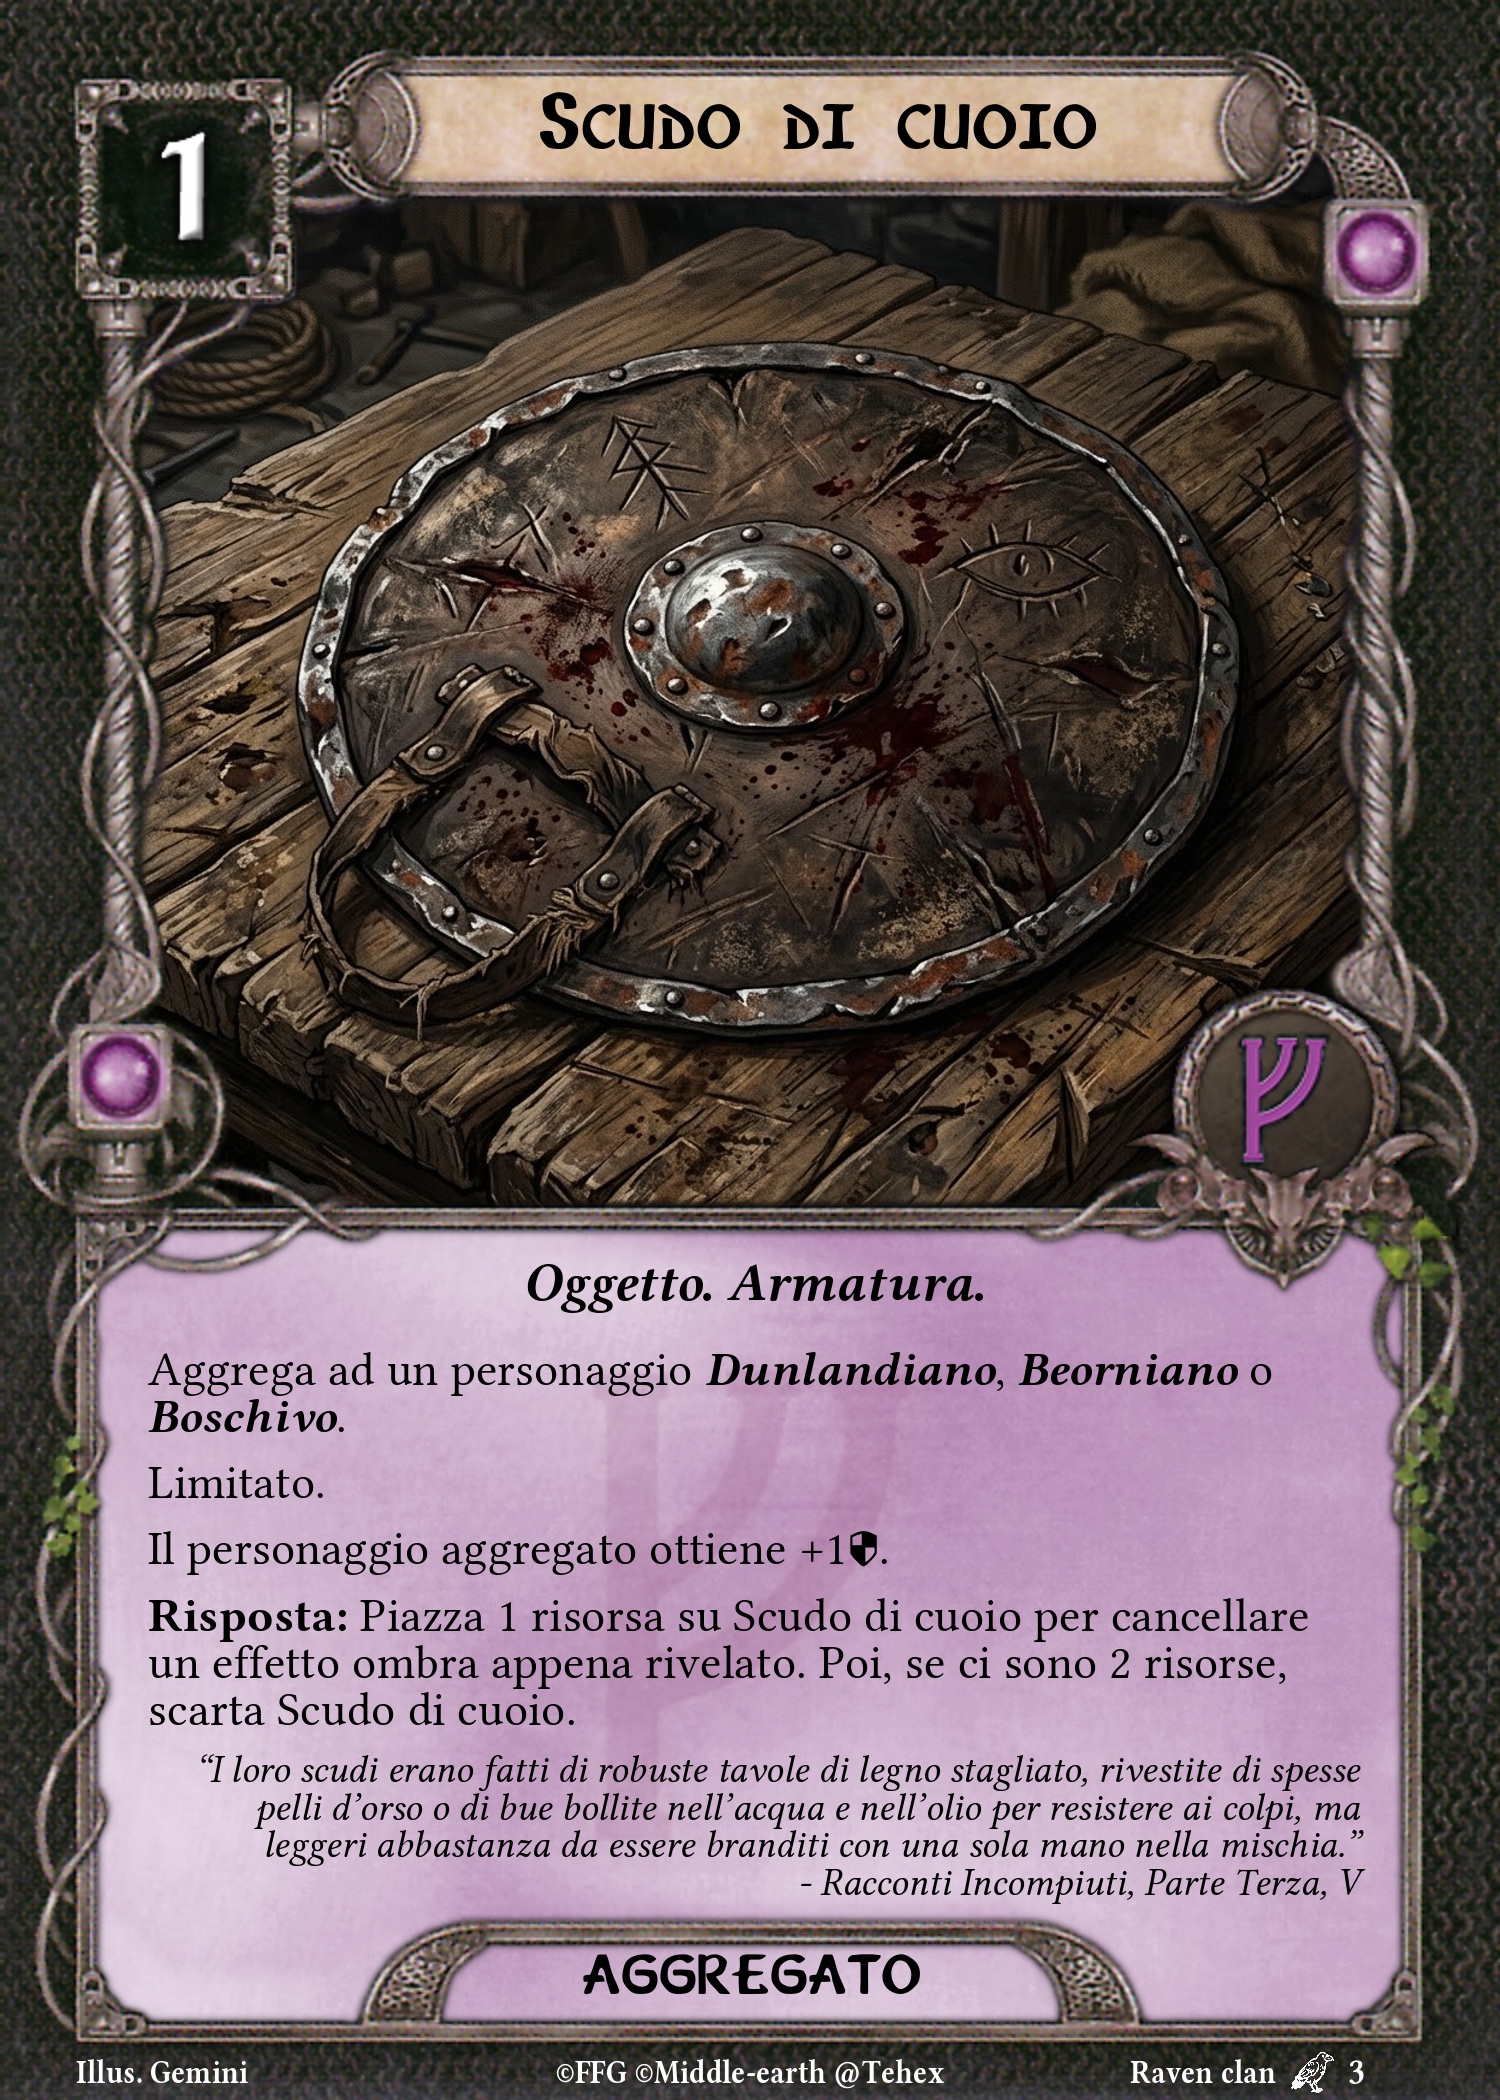 1
Scudo di cuoio
Oggetto. Armatura.
Aggrega ad un personaggio Dunlandiano, Beorniano o
Boschivo.
Limitato.
Il personaggio aggregato ottiene +1.
Risposta: Piazza 1 risorsa su Scudo di cuoio per cancellare
un effetto ombra appena rivelato. Poi, se ci sono 2 risorse,
scarta Scudo di cuoio.
“I loro scudi erano fatti di robuste tavole di legno stagliato, rivestite di spesse
pelli d’orso o di bue bollite nell’acqua e nell’olio per resistere ai colpi, ma
leggeri abbastanza da essere branditi con una sola mano nella mischia.”
- Racconti Incompiuti, Parte Terza, V
AGGREGATO
Illus. Gemini ©FFG ©Middle-earth @Tehex Raven clan 3